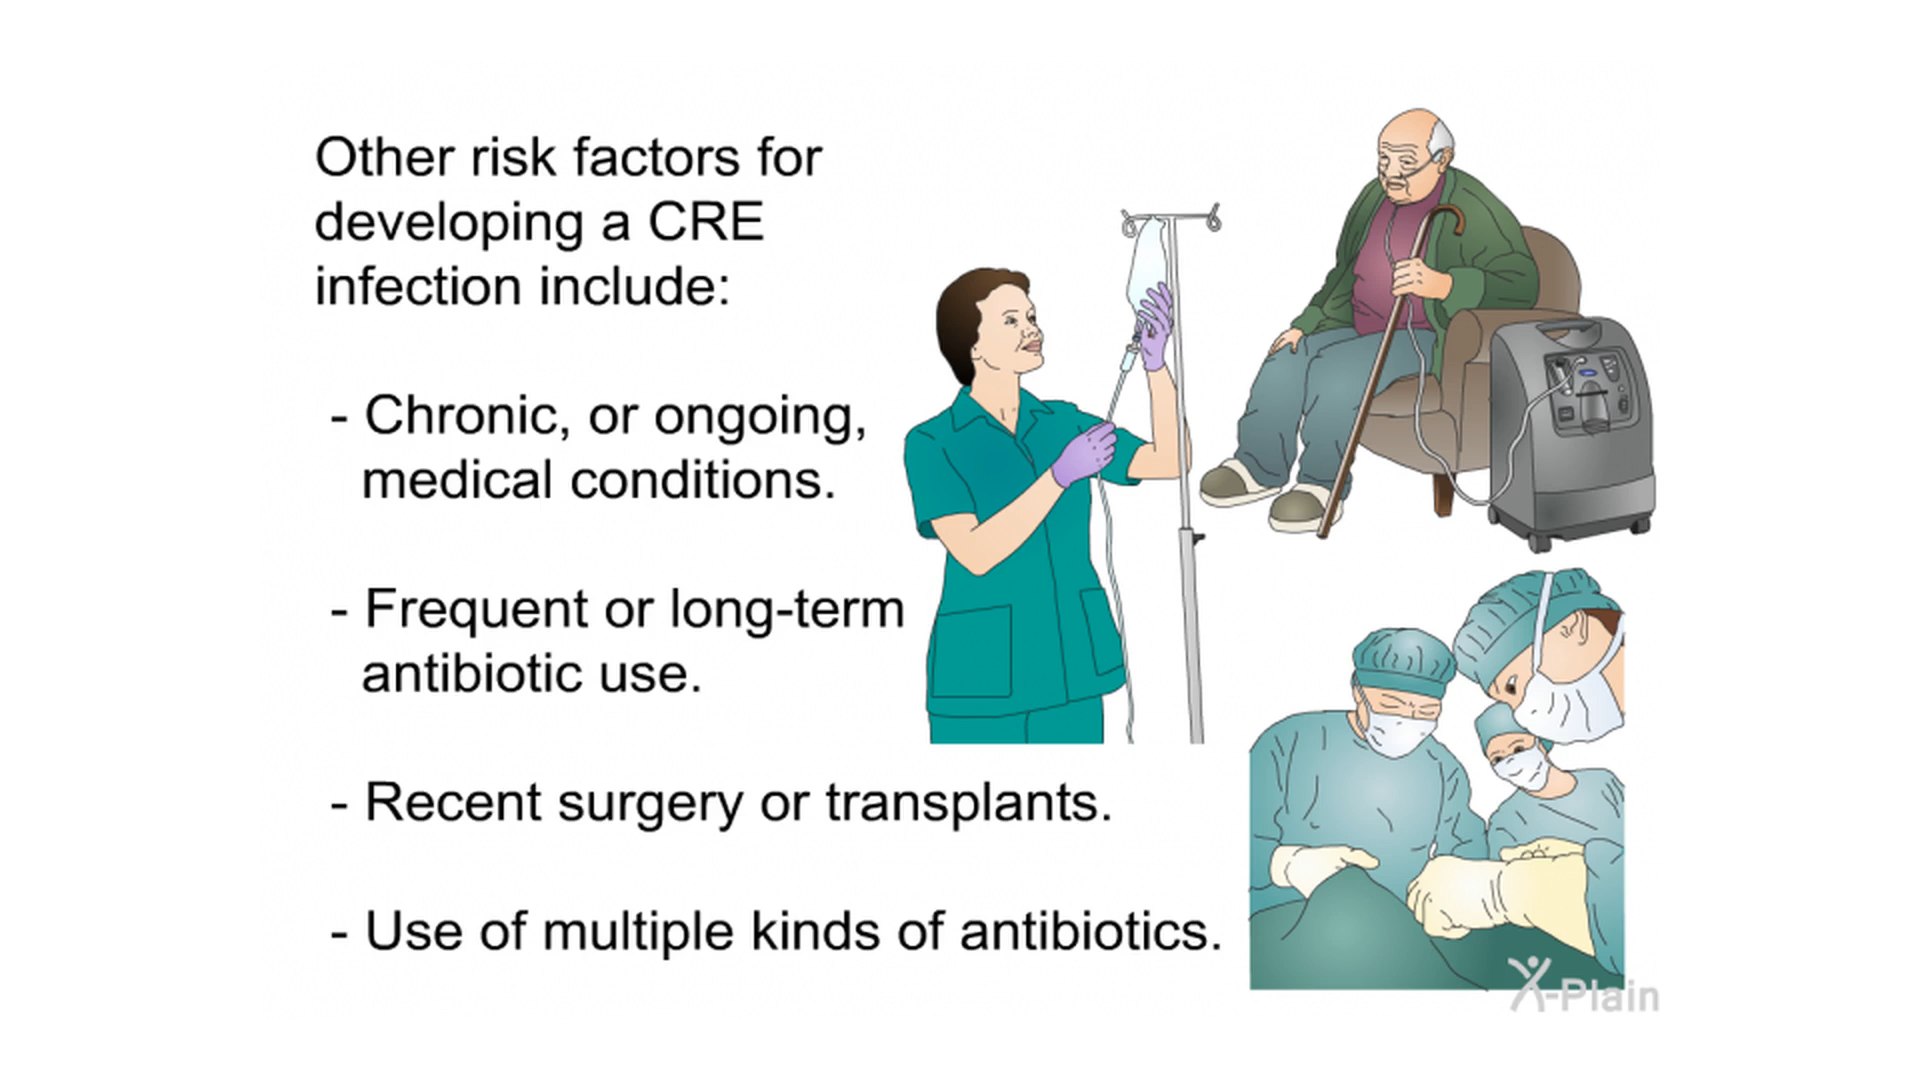 Other risk factors for
developing a CRE
infection include:
- Chronic, or ongoing,
medical conditions.
- Frequent or long-term
antibiotic use.
- Recent surgery or transplants.
- Use of multiple kinds of antibiotics.
X-Plain